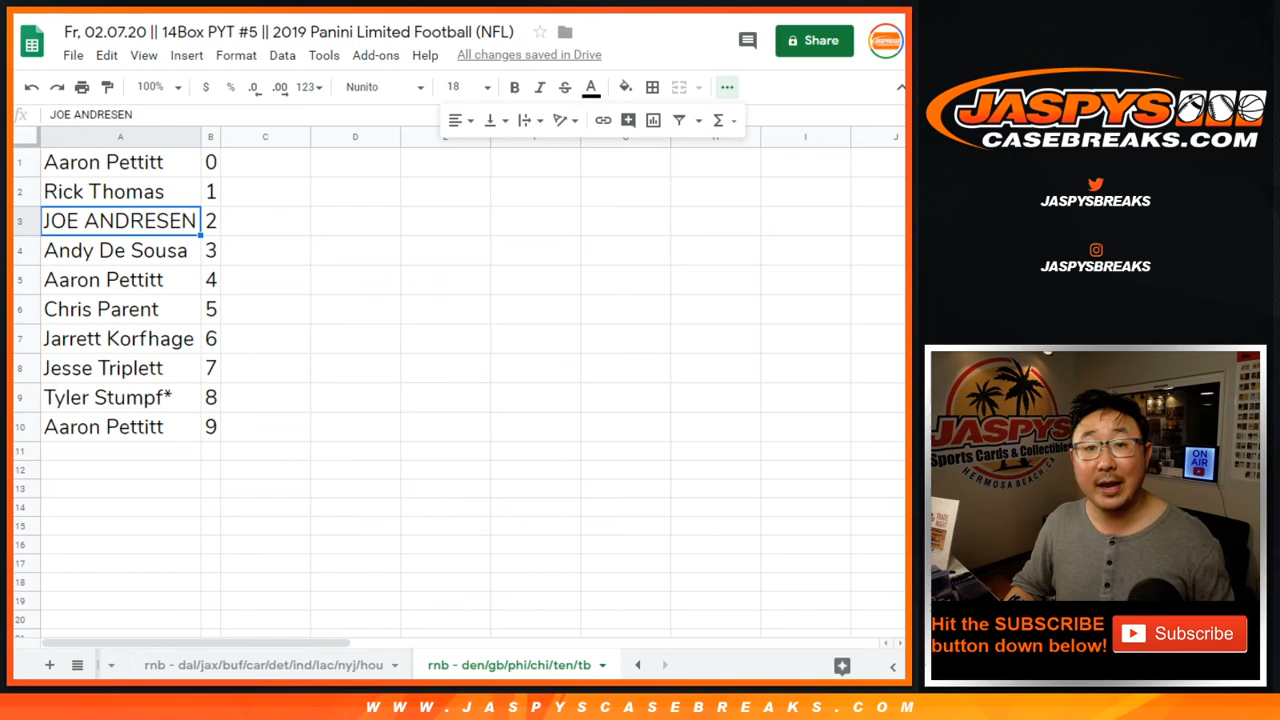 Fr, 02.07.20 || 14Box PYT #5 || 2019 Panini Limited Football (NFL)
File Edit View Insert Format Data Tools Add-ons Help All changes saved in Drive
Share
100% $ % .0 .00 123 Nunito 18 B I S A
fx JOE ANDRESEN
A B C D E F G H I J
1 Aaron Pettitt 0
2 Rick Thomas 1
3 JOE ANDRESEN 2
4 Andy De Sousa 3
5 Aaron Pettitt 4
6 Chris Parent 5
7 Jarrett Korfhage 6
8 Jesse Triplett 7
9 Tyler Stumpf* 8
10 Aaron Pettitt 9
11
12
13
14
15
16
17
18
19
20
rnb - dal/jax/buf/car/det/ind/lac/nyj/hou
rnb - den/gb/phi/chi/ten/tb
JASPYS
CASEBREAKS.COM
JASPYSBREAKS
JASPYSBREAKS
JASPYS
Sports Cards & Collectibles
HERMOSA BEACH, CA
ON
AIR
TRADE
NIGHT
Hit the SUBSCRIBE
button down below!
Subscribe
WWW.JASPYSCASEBREAKS.COM